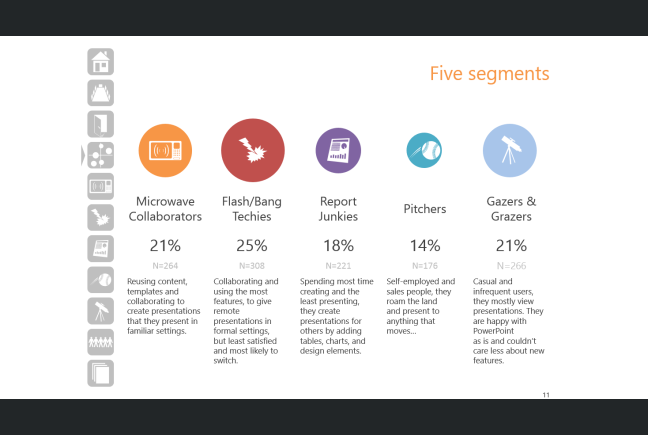 Five segments
Microwave
Collaborators
21%
N=264
Reusing content,
templates and
collaborating to
create presentations
that they present in
familiar settings.
Flash/Bang
Techies
25%
N=308
Collaborating and
using the most
features, to give
remote
presentations in
formal settings,
but least satisfied
and most likely to
switch.
Report
Junkies
18%
N=221
Spending most time
creating and the
least presenting,
they create
presentations for
others by adding
tables, charts, and
design elements.
Pitchers
14%
N=176
Self-employed and
sales people, they
roam the land
and present to
anything that
moves...
Gazers &
Grazers
21%
N=266
Casual and
infrequent users,
they mostly view
presentations. They
are happy with
PowerPoint
as is and couldn't
care less about new
features.
11